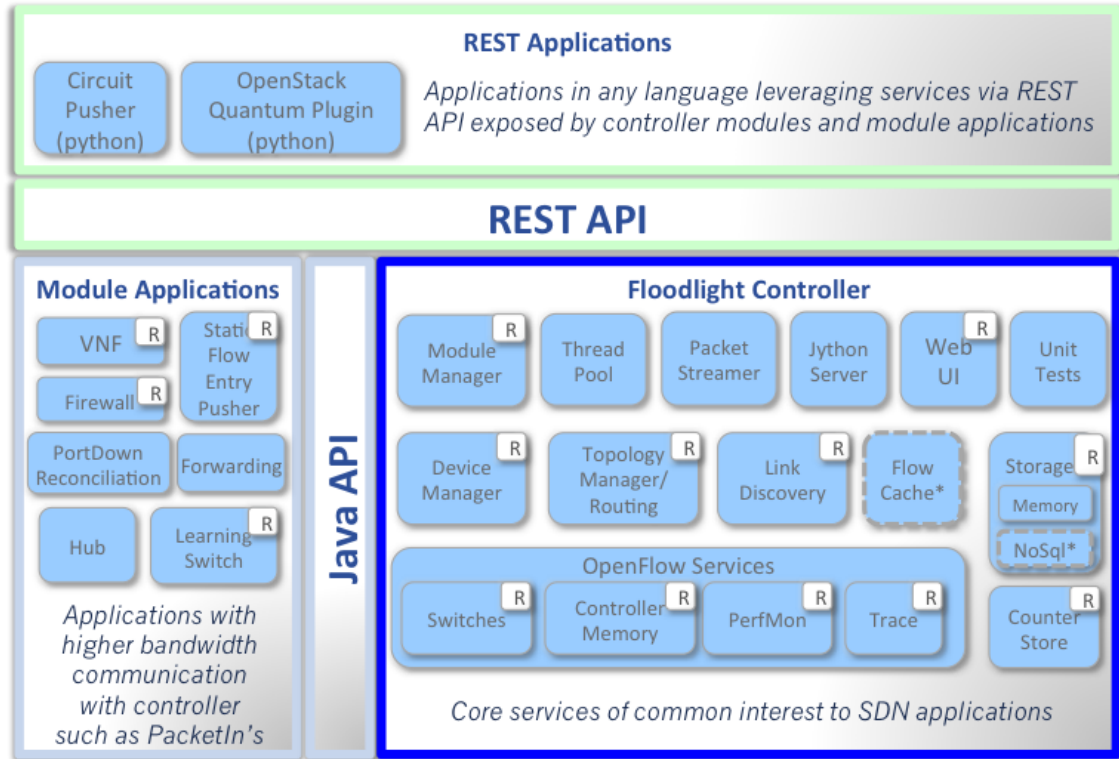 REST Applications
Circuit
Pusher
(python)
OpenStack
Quantum Plugin
(python)
Applications in any language leveraging services via REST
API exposed by controller modules and module applications
REST API
Module Applications
VNF
R
Static
Flow
Entry
Pusher
R
Firewall
R
PortDown
Reconciliation
Forwarding
Hub
Learning
Switch
R
Applications with
higher bandwidth
communication
with controller
such as PacketIn's
Java API
Floodlight Controller
Module
Manager
R
Thread
Pool
Packet
Streamer
Jython
Server
Web
UI
R
Unit
Tests
Device
Manager
R
Topology
Manager/
Routing
R
Link
Discovery
R
Flow
Cache*
Storage
R
Memory
NoSql*
OpenFlow Services
Switches
R
Controller
Memory
R
PerfMon
R
Trace
R
Counter
Store
R
Core services of common interest to SDN applications